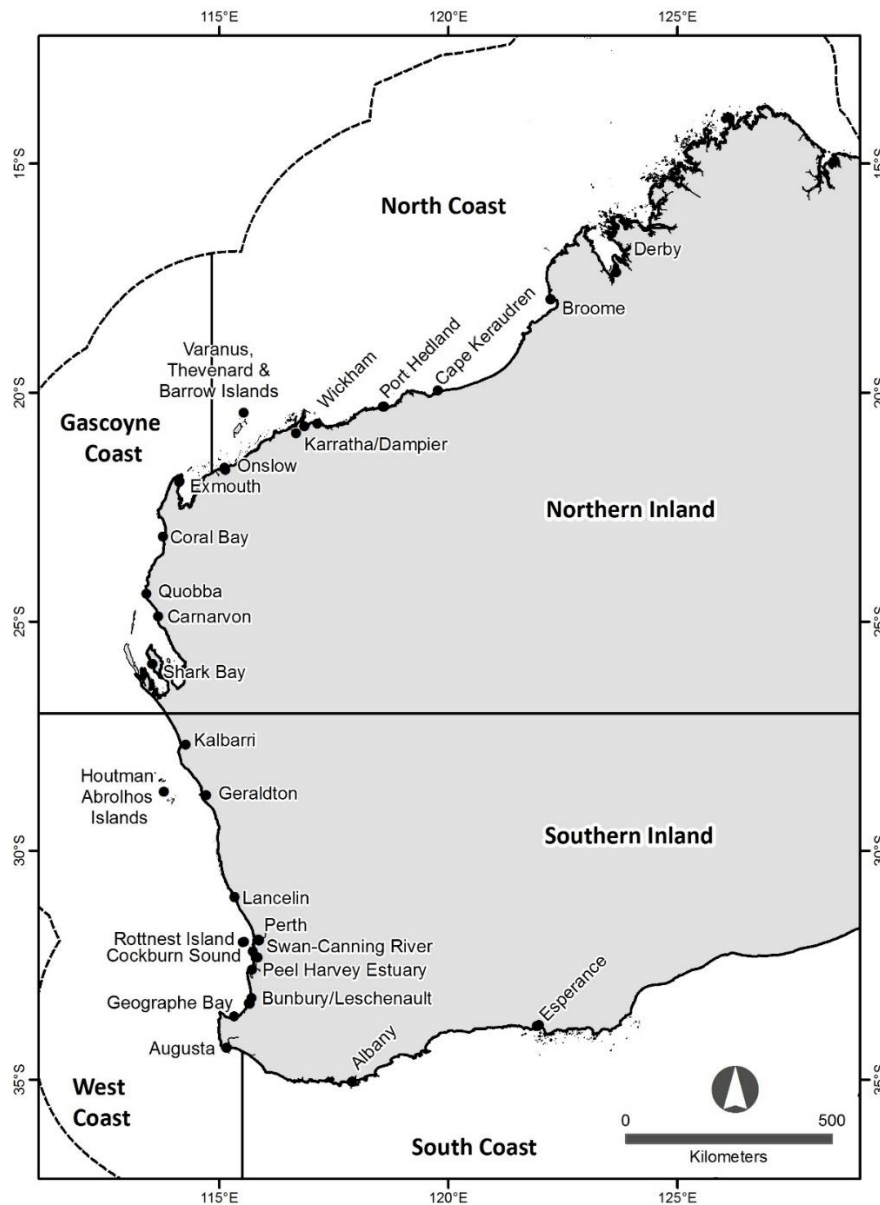 115°E
120°E
125°E
15°S
North Coast
Derby
Broome
Cape Keraudren
Port Hedland
Wickham
Varanus,
Thevenard &
Barrow Islands
20°S
Gascoyne
Coast
Karratha/Dampier
Onslow
Exmouth
Northern Inland
Coral Bay
Quobba
Carnarvon
25°S
Shark Bay
Kalbarri
Houtman
Abrolhos
Islands
Geraldton
Southern Inland
30°S
Lancelin
Perth
Rottnest Island
Swan-Canning River
Cockburn Sound
Peel Harvey Estuary
Geographe Bay
Bunbury/Leschenault
Esperance
Albany
Augusta
35°S
West
Coast
South Coast
0
500
Kilometers
115°E
120°E
125°E